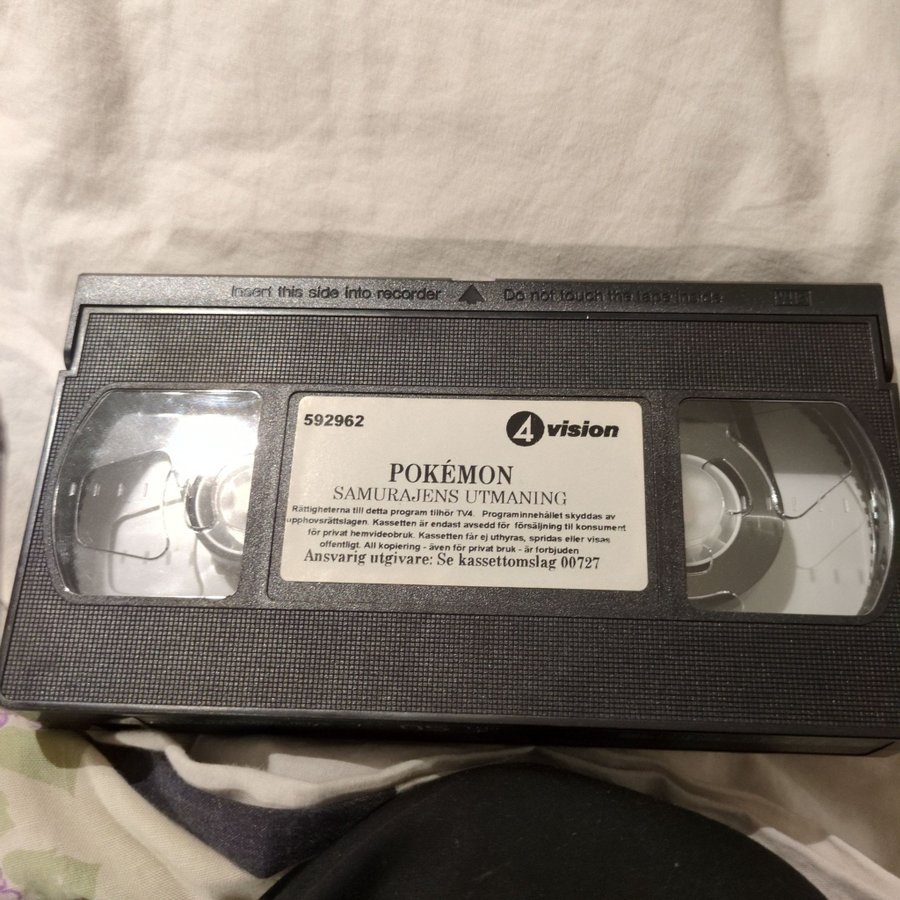 Insert this side into recorder Do not touch the tape inside VHS
592962 4 vision
POKÉMON
SAMURAJENS UTMANING
Rättigheterna till detta program tilhör TV4. Programinnehållet skyddas av
upphovsrättslagen. Kassetten är endast avsedd för försäljning til konsument
för privat hemvideobruk. Kassetten får ej uthyras, spridas eller visas
offentligt. All kopiering - även för privat bruk - är forbjuden
Ansvarig utgivare: Se kassettomslag 00727